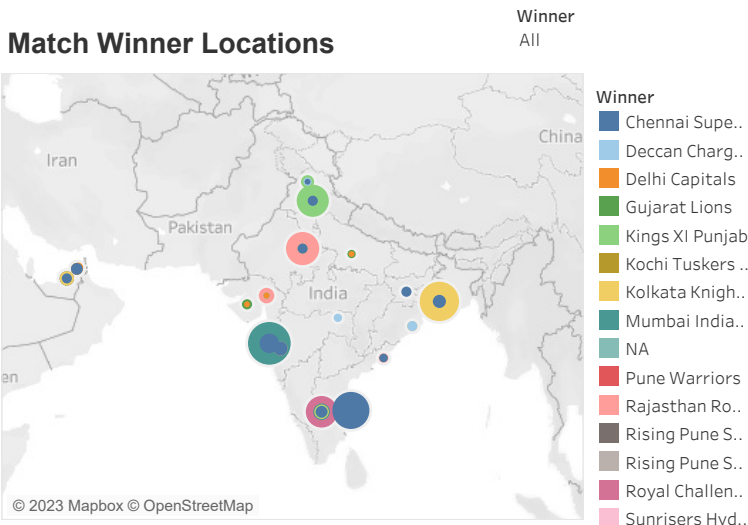 Winner
All
Match Winner Locations
Winner
Chennai Supe..
Deccan Charg..
Delhi Capitals
Gujarat Lions
Kings XI Punjab
Kochi Tuskers ..
Kolkata Knigh..
Mumbai India..
NA
Pune Warriors
Rajasthan Ro..
Rising Pune S..
Rising Pune S..
Royal Challen..
Sunrisers Hyd..
China
Iran
Pakistan
India
en
© 2023 Mapbox © OpenStreetMap